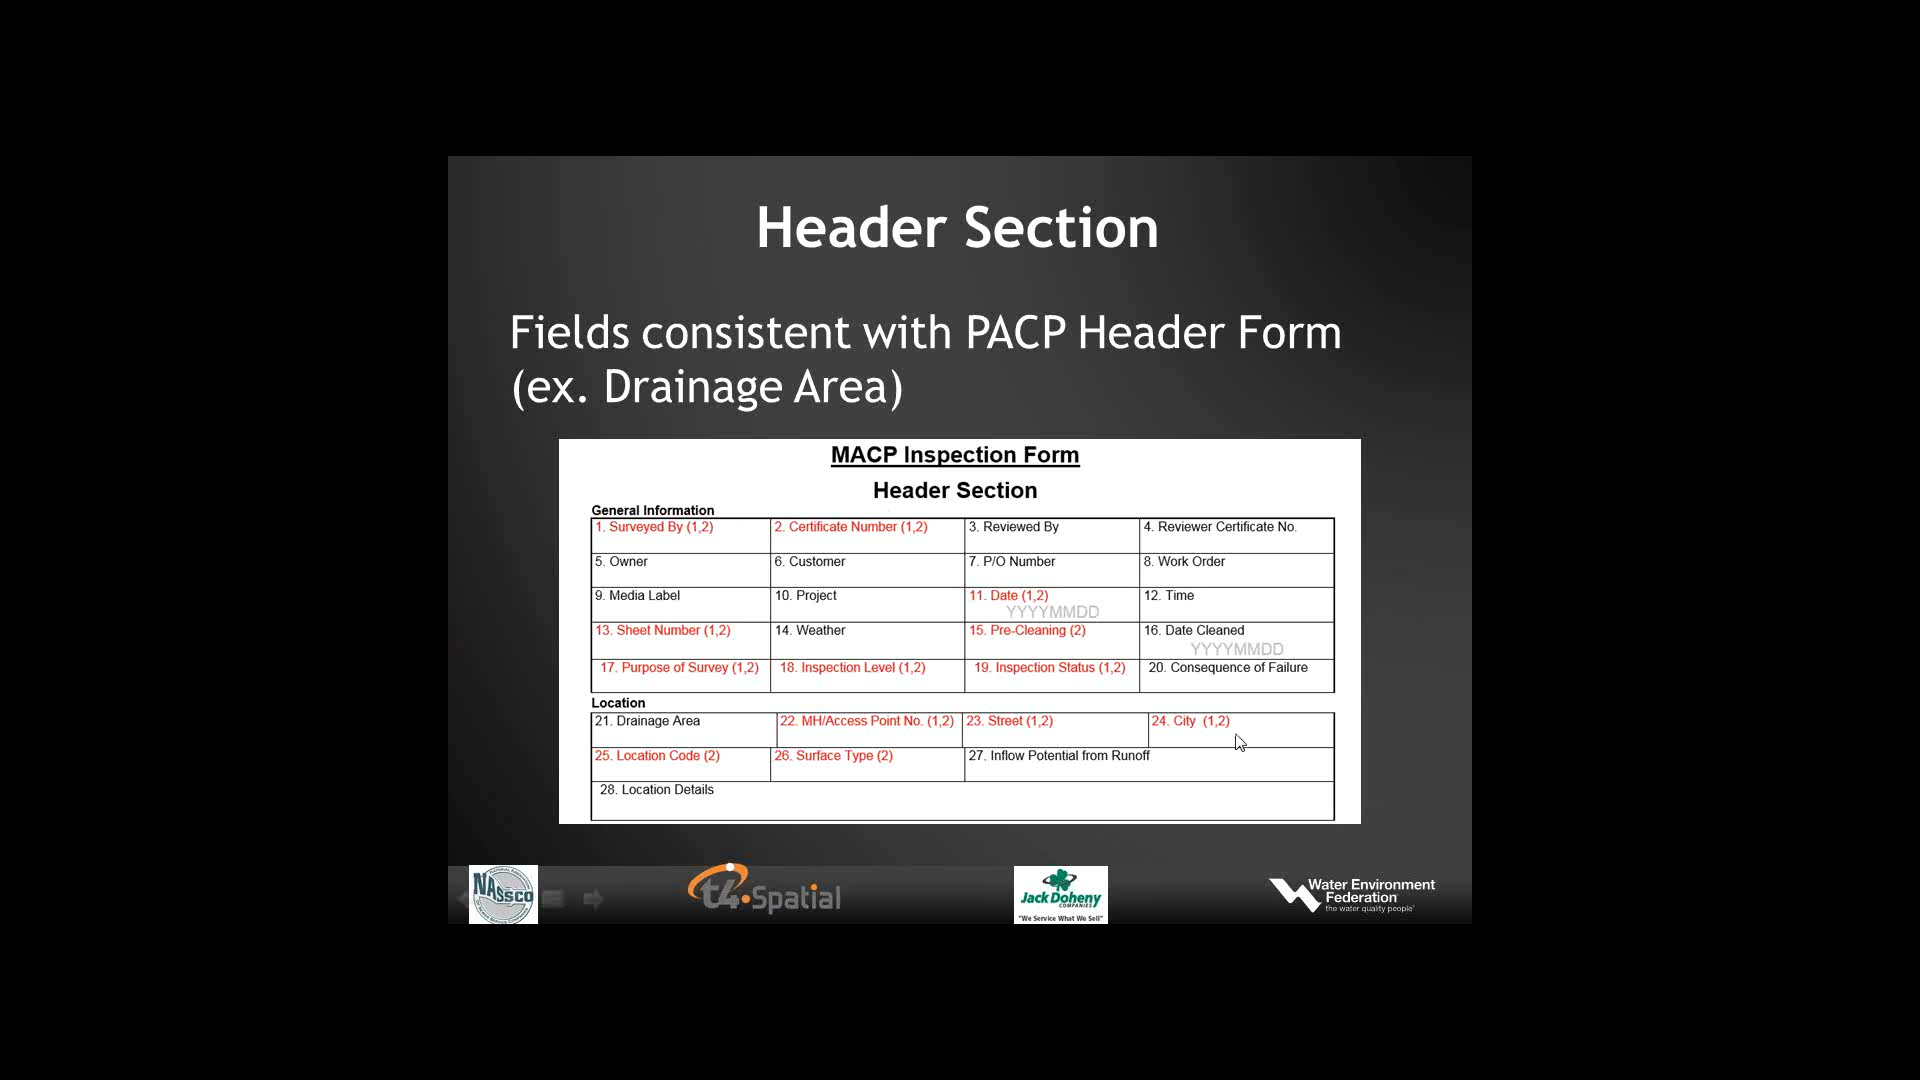 Header Section
Fields consistent with PACP Header Form
(ex. Drainage Area)
MACP Inspection Form
Header Section
General Information
1. Surveyed By (1,2) 2. Certificate Number (1,2) 3. Reviewed By 4. Reviewer Certificate No.
5. Owner 6. Customer 7. P/O Number 8. Work Order
9. Media Label 10. Project 11. Date (1,2) 12. Time
YYYYMMDD
13. Sheet Number (1,2) 14. Weather 15. Pre-Cleaning (2) 16. Date Cleaned
YYYYMMDD
17. Purpose of Survey (1,2) 18. Inspection Level (1,2) 19. Inspection Status (1,2) 20. Consequence of Failure
Location
21. Drainage Area 22. MH/Access Point No. (1,2) 23. Street (1,2) 24. City (1,2)
25. Location Code (2) 26. Surface Type (2) 27. Inflow Potential from Runoff
28. Location Details
NASSCO
t4 Spatial
Jack Doheny
COMPANIES
"We Service What We Sell"
Water Environment
Federation
the water quality people